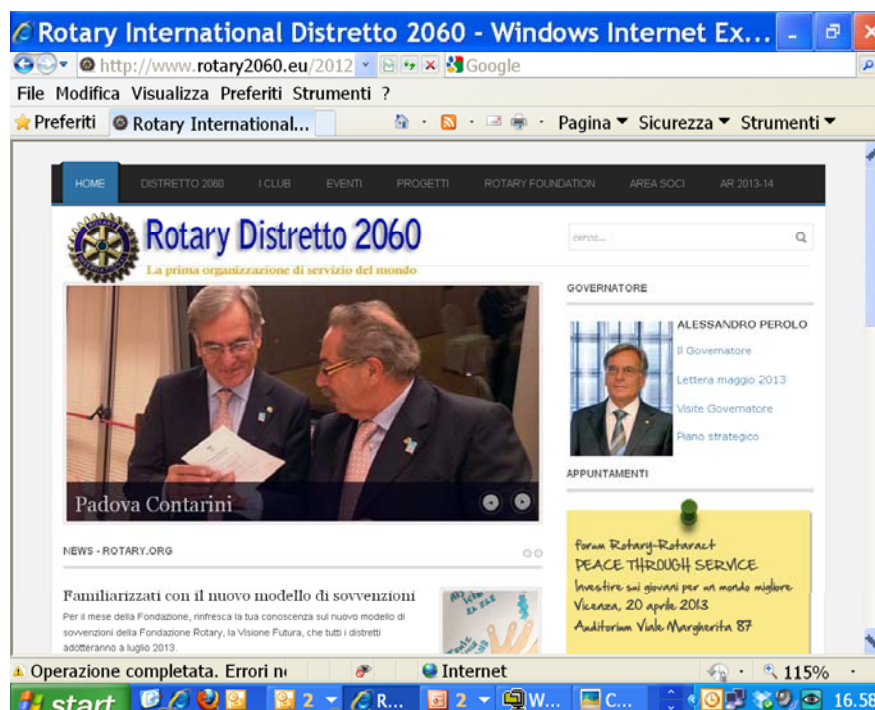 Rotary International Distretto 2060 - Windows Internet Ex...
http://www.rotary2060.eu/2012
Google
File Modifica Visualizza Preferiti Strumenti ?
Preferiti Rotary International... Pagina Sicurezza Strumenti
HOME DISTRETTO 2060 I CLUB EVENTI PROGETTI ROTARY FOUNDATION AREA SOCI AR 2013-14
Rotary Distretto 2060
La prima organizzazione di servizio del mondo
cerca...
GOVERNATORE
ALESSANDRO PEROLO
Il Governatore
Lettera maggio 2013
Visite Governatore
Piano strategico
Padova Contarini
APPUNTAMENTI
forum Rotary-Rotaract
PEACE THROUGH SERVICE
Investire sui giovani per un mondo migliore
Vicenza, 20 aprile 2013
Auditorium Viale Margherita 87
NEWS - ROTARY.ORG
Familiarizzati con il nuovo modello di sovvenzioni
Per il mese della Fondazione, rinfresca la tua conoscenza sul nuovo modello di
sovvenzioni della Fondazione Rotary, la Visione Futura, che tutti i distretti
adotteranno a luglio 2013.
Operazione completata. Errori ne Internet 115%
start 2 R... 2 W... C... 16.58